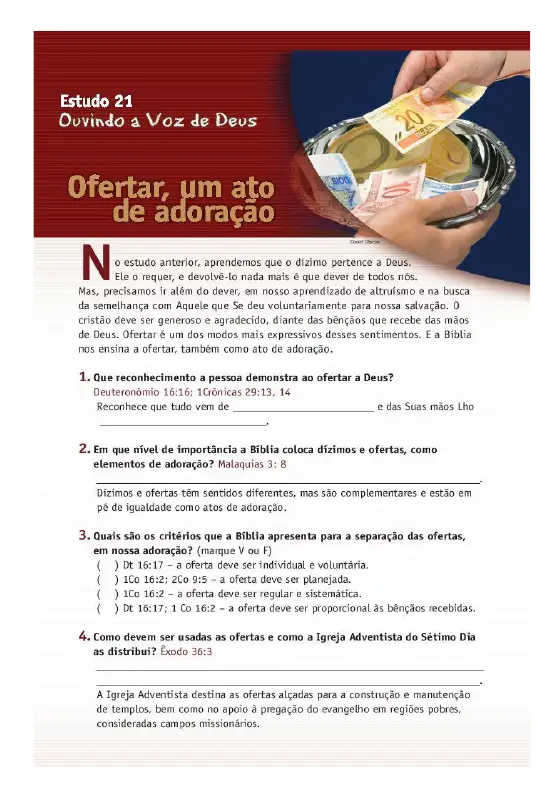 Estudo 21
Ouvindo a Voz de Deus
Ofertar, um ato
de adoração
20
REAIS
10
No estudo anterior, aprendemos que o dízimo pertence a Deus.
Ele o requer, e devolvê-lo nada mais é que dever de todos nós.
Mas, precisamos ir além do dever, em nosso aprendizado de altruísmo e na busca
da semelhança com Aquele que Se deu voluntariamente para nossa salvação. O
cristão deve ser generoso e agradecido, diante das bênçãos que recebe das mãos
de Deus. Ofertar é um dos modos mais expressivos desses sentimentos. E a Bíblia
nos ensina a ofertar, também como ato de adoração.
1. Que reconhecimento a pessoa demonstra ao ofertar a Deus?
Deuteronômio 16:16; 1Crônicas 29:13, 14
Reconhece que tudo vem de ________________________ e das Suas mãos Lho
____________________________.
2. Em que nível de importância a Bíblia coloca dízimos e ofertas, como
elementos de adoração? Malaquias 3: 8
________________________________________________________________.
Dízimos e ofertas têm sentidos diferentes, mas são complementares e estão em
pé de igualdade como atos de adoração.
3. Quais são os critérios que a Bíblia apresenta para a separação das ofertas,
em nossa adoração? (marque V ou F)
( ) Dt 16:17 – a oferta deve ser individual e voluntária.
( ) 1Co 16:2; 2Co 9:5 – a oferta deve ser planejada.
( ) 1Co 16:2 – a oferta deve ser regular e sistemática.
( ) Dt 16:17; 1 Co 16:2 – a oferta deve ser proporcional às bênçãos recebidas.
4. Como devem ser usadas as ofertas e como a Igreja Adventista do Sétimo Dia
as distribui? Êxodo 36:3
________________________________________________________________
________________________________________________________________.
A Igreja Adventista destina as ofertas alçadas para a construção e manutenção
de templos, bem como no apoio à pregação do evangelho em regiões pobres,
consideradas campos missionários.